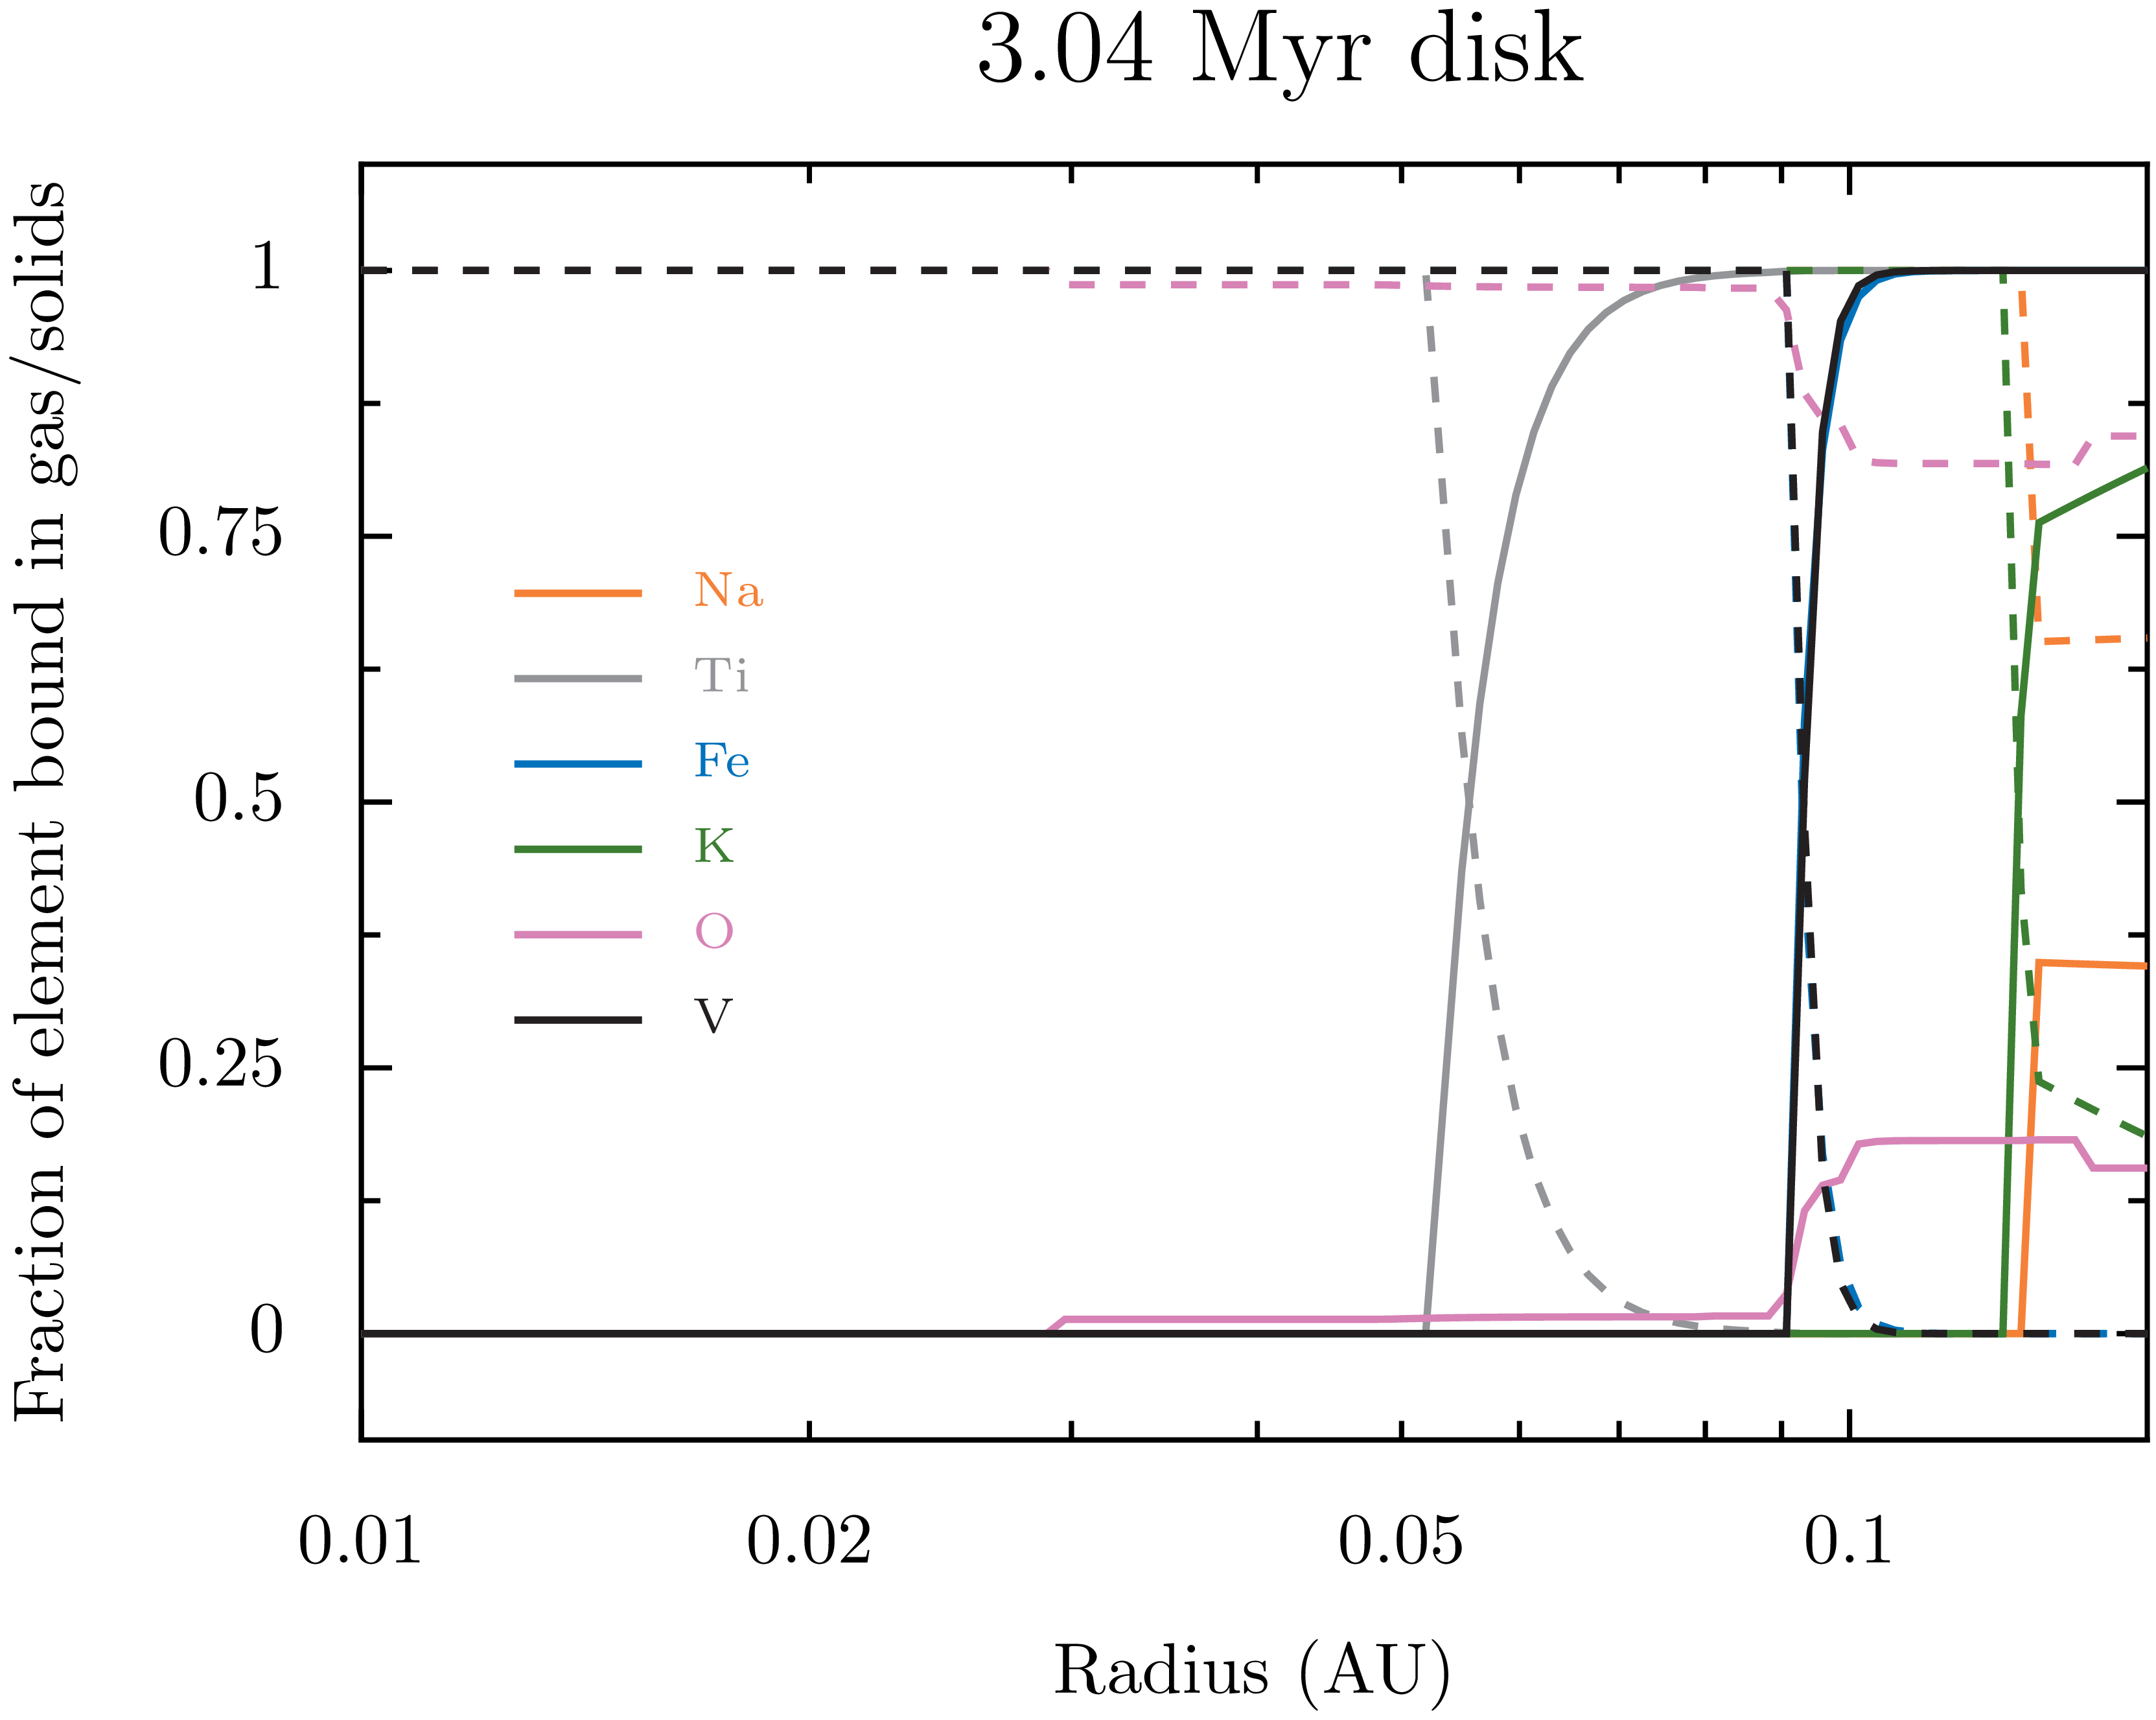 3.04 Myr disk
Fraction of element bound in gas/solids
1
0.75
0.5
0.25
0
Na
Ti
Fe
K
O
V
0.01 0.02 0.05 0.1
Radius (AU)